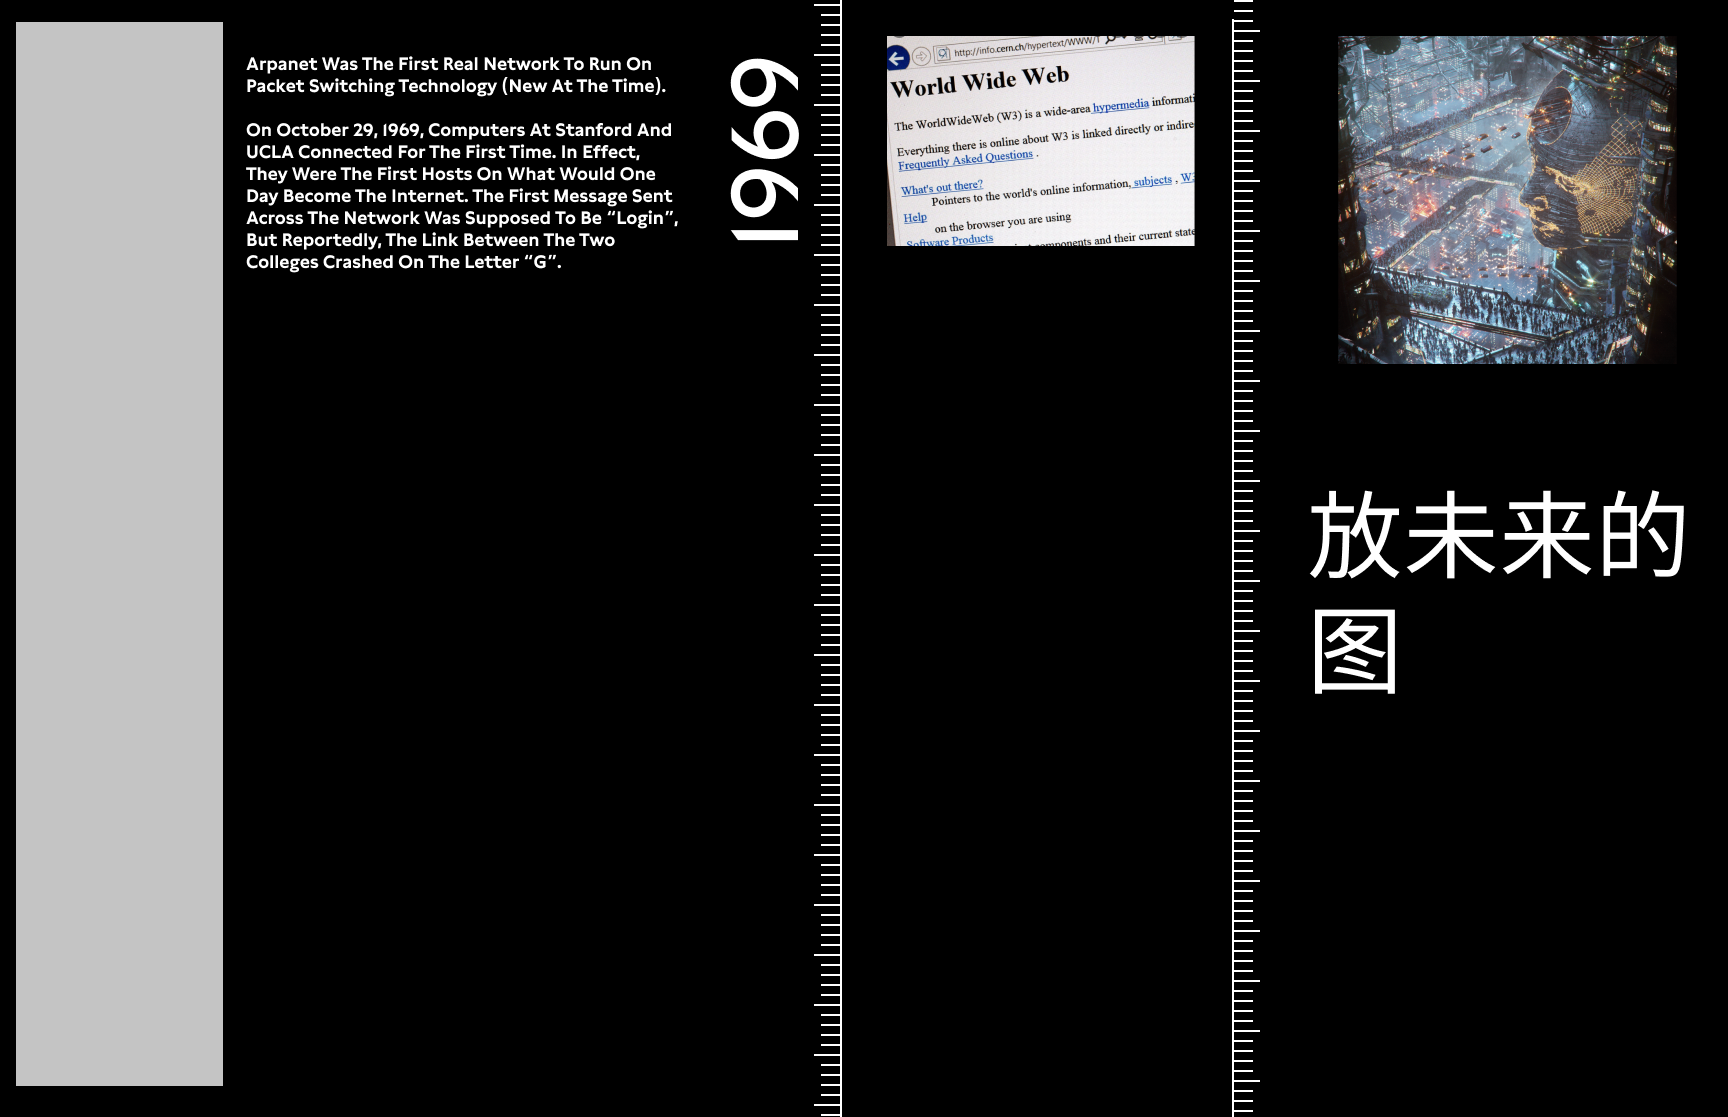 Arpanet Was The First Real Network To Run On
Packet Switching Technology (New At The Time).
On October 29, 1969, Computers At Stanford And
UCLA Connected For The First Time. In Effect,
They Were The First Hosts On What Would One
Day Become The Internet. The First Message Sent
Across The Network Was Supposed To Be “Login”,
But Reportedly, The Link Between The Two
Colleges Crashed On The Letter “G”.
1969
http://info.cern.ch/hypertext/WWW/
World Wide Web
The WorldWideWeb (W3) is a wide-area hypermedia
Everything there is online about W3 is linked directly or
Frequently Asked Questions .
What's out there?
Pointers to the world's online information, subjects ,
Help
on the browser you are using
Software Products
components and their current
放未来的
图